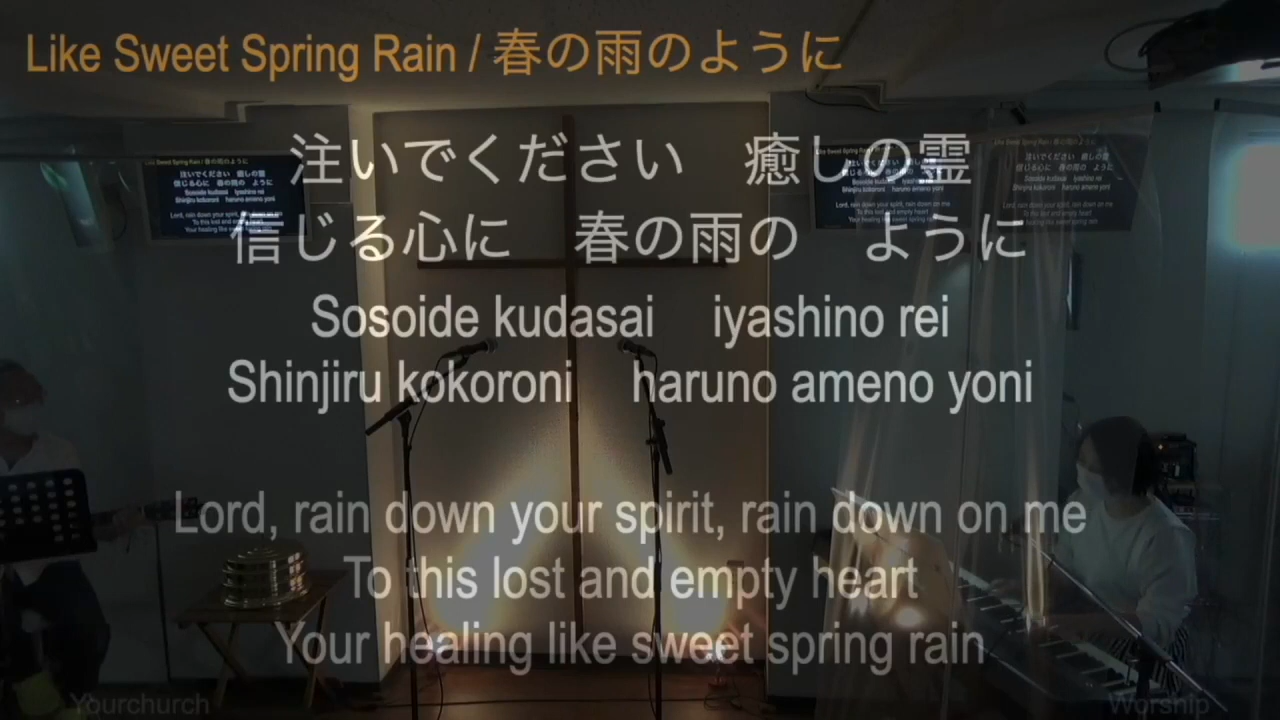 Like Sweet Spring Rain / 春の雨のように
注いでください　癒しの霊
信じる心に　春の雨の　ように
Sosoide kudasai iyashino rei
Shinjiru kokoroni haruno ameno yoni
Lord, rain down your spirit, rain down on me
To this lost and empty heart
Your healing like sweet spring rain
Yourchurch Worship